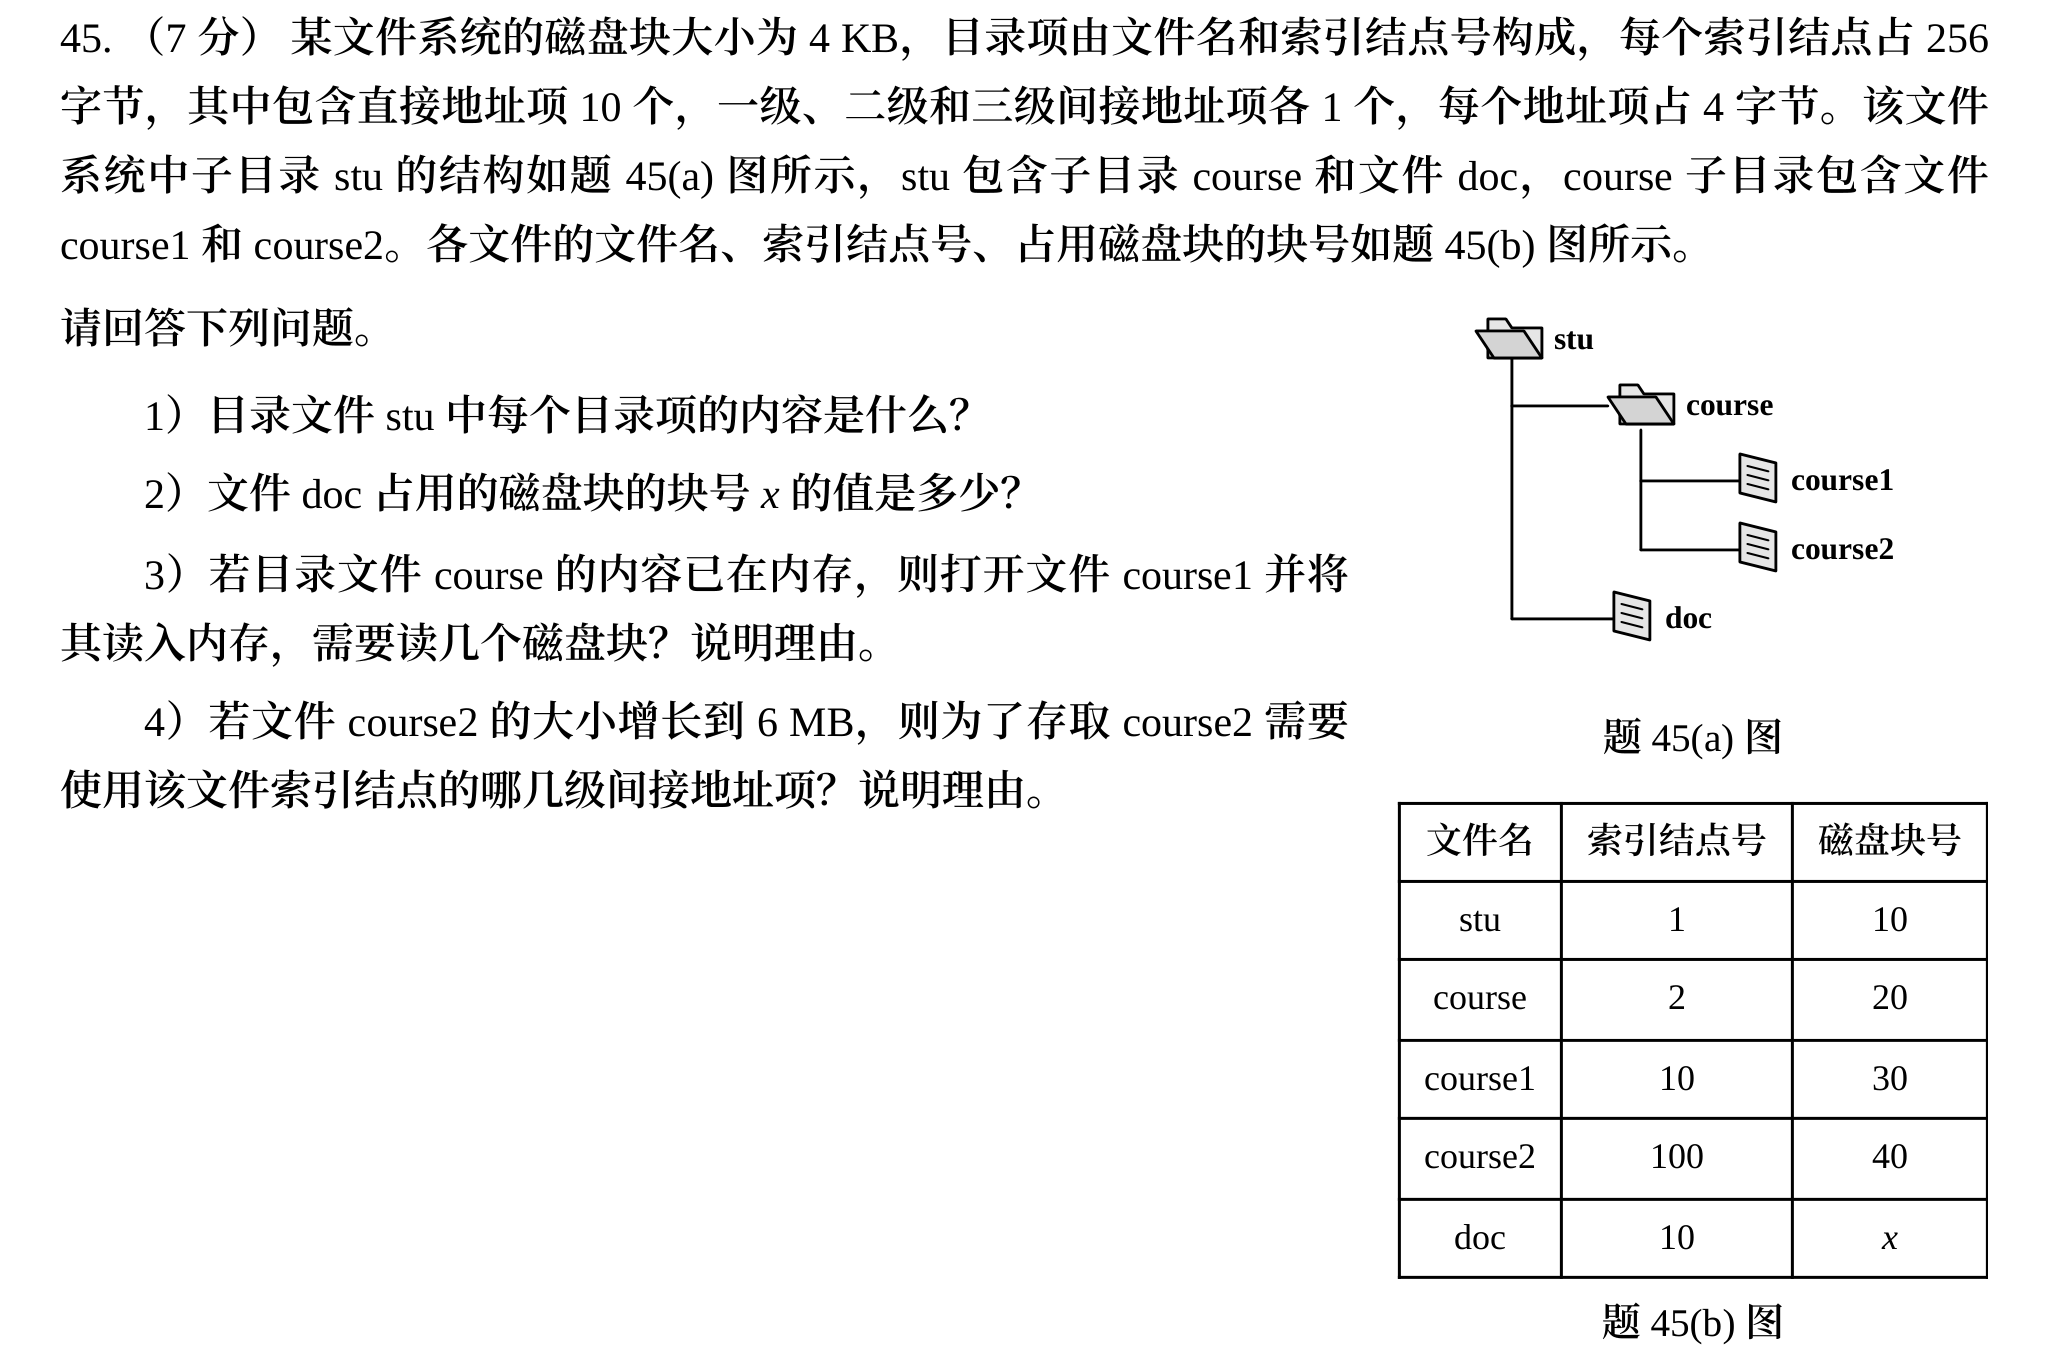 45. （7 分） 某文件系统的磁盘块大小为 4 KB，目录项由文件名和索引结点号构成，每个索引结点占 256
字节，其中包含直接地址项 10 个，一级、二级和三级间接地址项各 1 个，每个地址项占 4 字节。该文件
系统中子目录 stu 的结构如题 45(a) 图所示，stu 包含子目录 course 和文件 doc，course 子目录包含文件
course1 和 course2。各文件的文件名、索引结点号、占用磁盘块的块号如题 45(b) 图所示。
请回答下列问题。
1）目录文件 stu 中每个目录项的内容是什么？
2）文件 doc 占用的磁盘块的块号 x 的值是多少？
3）若目录文件 course 的内容已在内存，则打开文件 course1 并将
其读入内存，需要读几个磁盘块？说明理由。
4）若文件 course2 的大小增长到 6 MB，则为了存取 course2 需要
使用该文件索引结点的哪几级间接地址项？说明理由。
stu
course
course1
course2
doc
题 45(a) 图
文件名 索引结点号 磁盘块号
stu 1 10
course 2 20
course1 10 30
course2 100 40
doc 10 x
题 45(b) 图